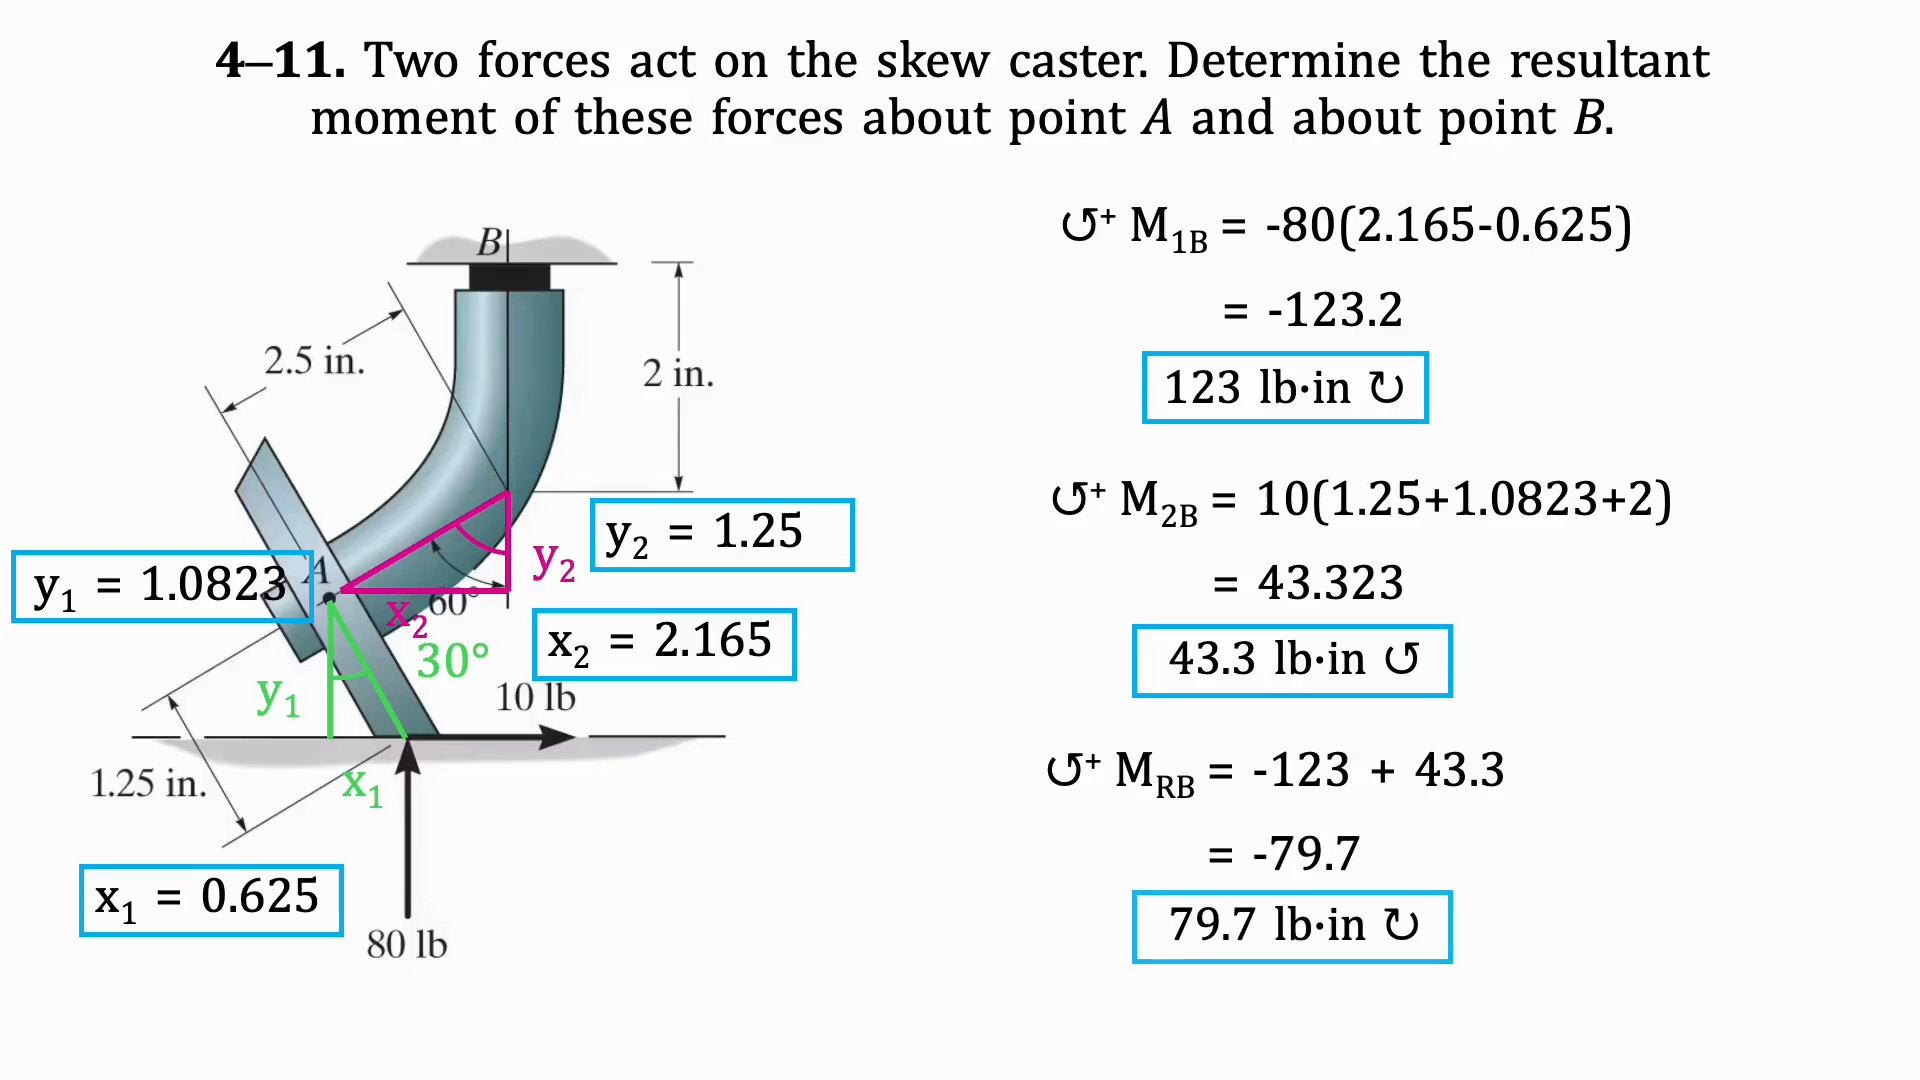 4–11. Two forces act on the skew caster. Determine the resultant
moment of these forces about point A and about point B.
B
2.5 in.
2 in.
A
60°
10 lb
1.25 in.
80 lb
y₁ = 1.0823
y₂ = 1.25
x₂ = 2.165
x₁ = 0.625
y₂
x₂
30°
y₁
x₁
↺⁺ M₁B = -80(2.165-0.625)
= -123.2
123 lb·in ↻
↺⁺ M₂B = 10(1.25+1.0823+2)
= 43.323
43.3 lb·in ↺
↺⁺ MRB = -123 + 43.3
= -79.7
79.7 lb·in ↻